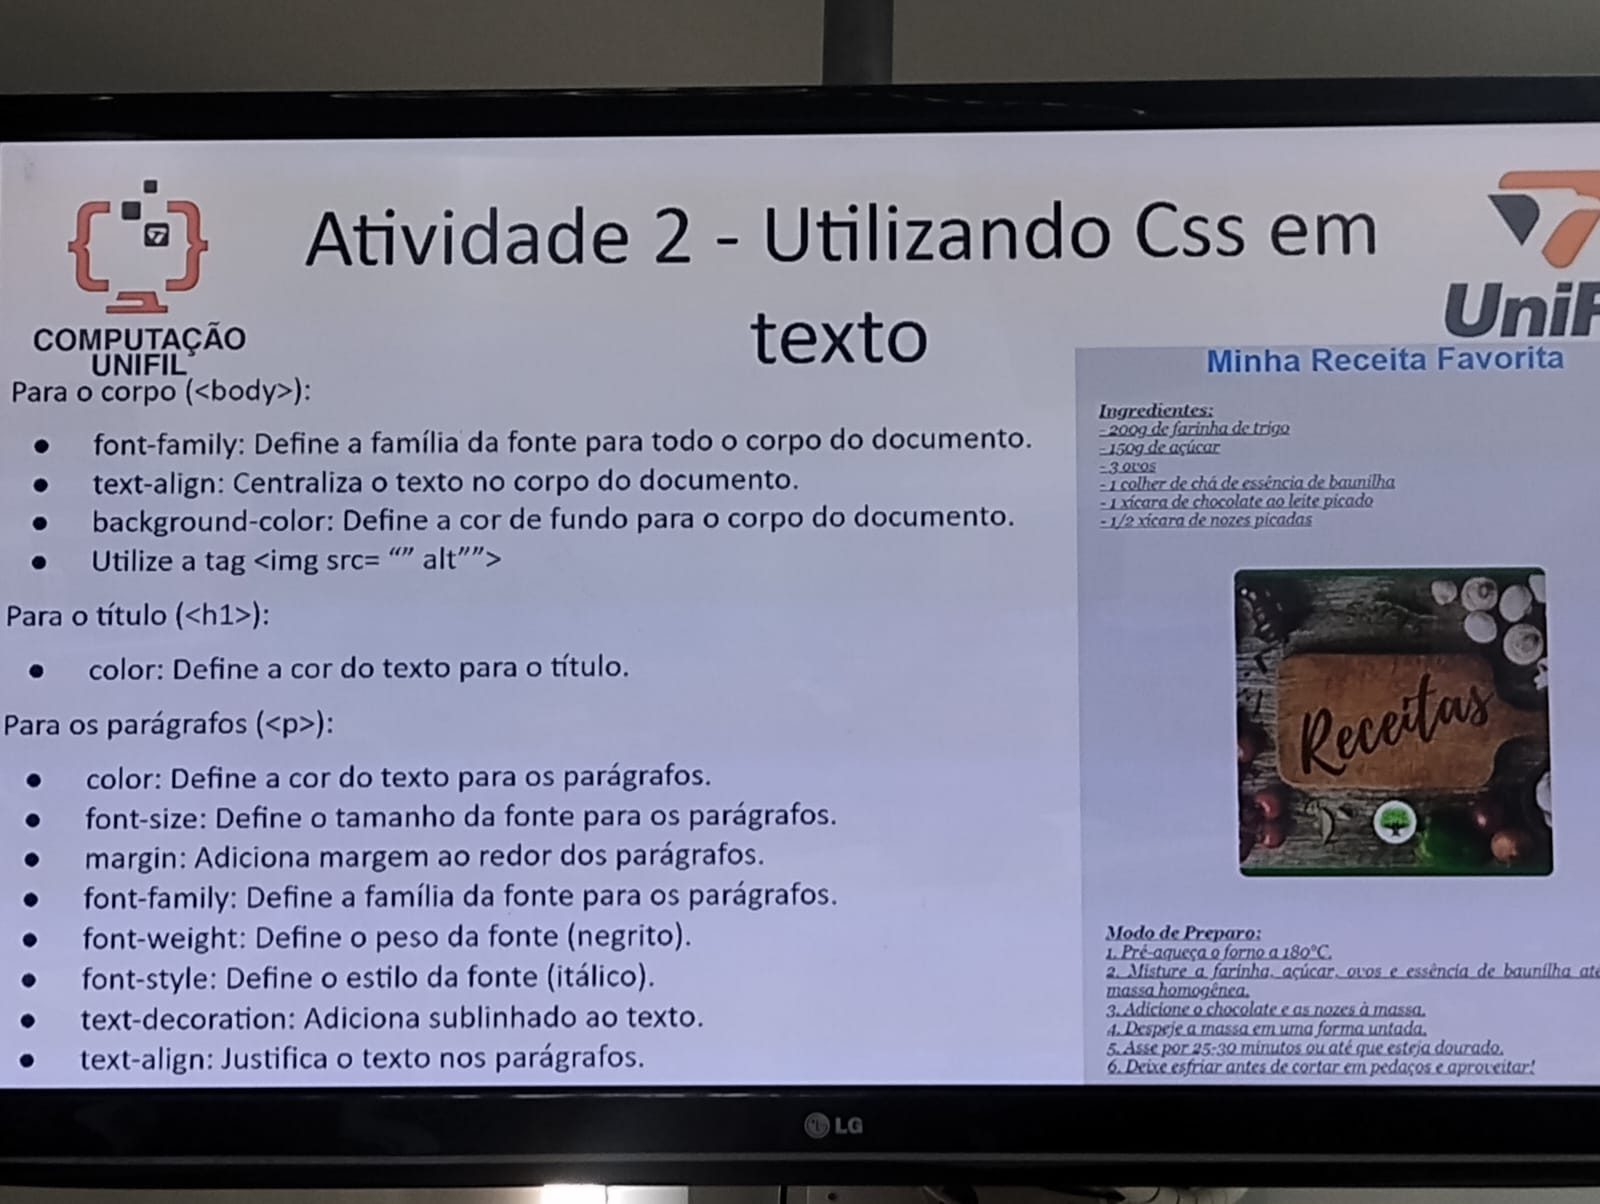 COMPUTAÇÃO
UNIFIL
Atividade 2 - Utilizando Css em
texto
UniF
Para o corpo (<body>):
● font-family: Define a família da fonte para todo o corpo do documento.
● text-align: Centraliza o texto no corpo do documento.
● background-color: Define a cor de fundo para o corpo do documento.
● Utilize a tag <img src= “” alt””>
Para o título (<h1>):
● color: Define a cor do texto para o título.
Para os parágrafos (<p>):
● color: Define a cor do texto para os parágrafos.
● font-size: Define o tamanho da fonte para os parágrafos.
● margin: Adiciona margem ao redor dos parágrafos.
● font-family: Define a família da fonte para os parágrafos.
● font-weight: Define o peso da fonte (negrito).
● font-style: Define o estilo da fonte (itálico).
● text-decoration: Adiciona sublinhado ao texto.
● text-align: Justifica o texto nos parágrafos.
Minha Receita Favorita
Ingredientes:
- 200g de farinha de trigo
- 150g de açúcar
- 3 ovos
- 1 colher de chá de essência de baunilha
- 1 xícara de chocolate ao leite picado
- 1/2 xícara de nozes picadas
Receitas
Modo de Preparo:
1. Pré-aqueça o forno a 180°C.
2. Misture a farinha, açúcar, ovos e essência de baunilha até
massa homogênea.
3. Adicione o chocolate e as nozes à massa.
4. Despeje a massa em uma forma untada.
5. Asse por 25-30 minutos ou até que esteja dourado.
6. Deixe esfriar antes de cortar em pedaços e aproveitar!
LG